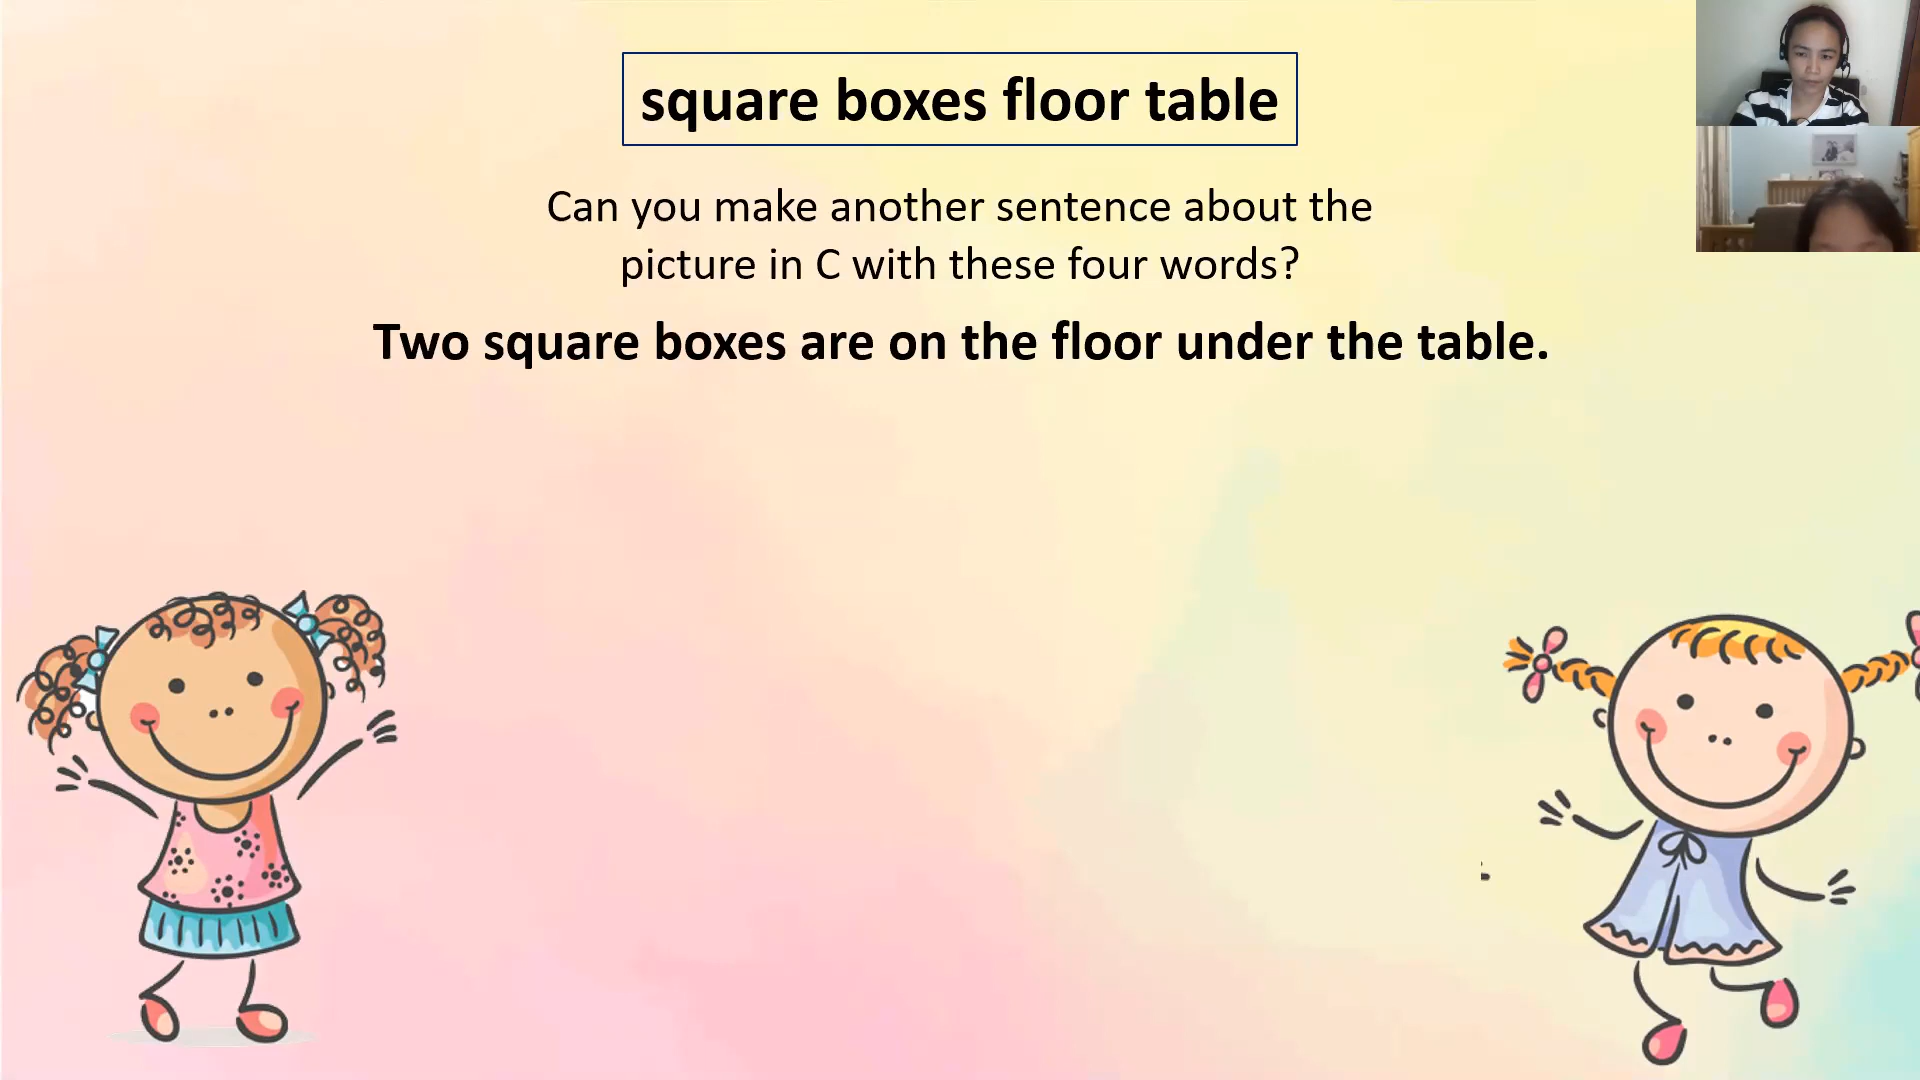 square boxes floor table
Can you make another sentence about the
picture in C with these four words?
Two square boxes are on the floor under the table.